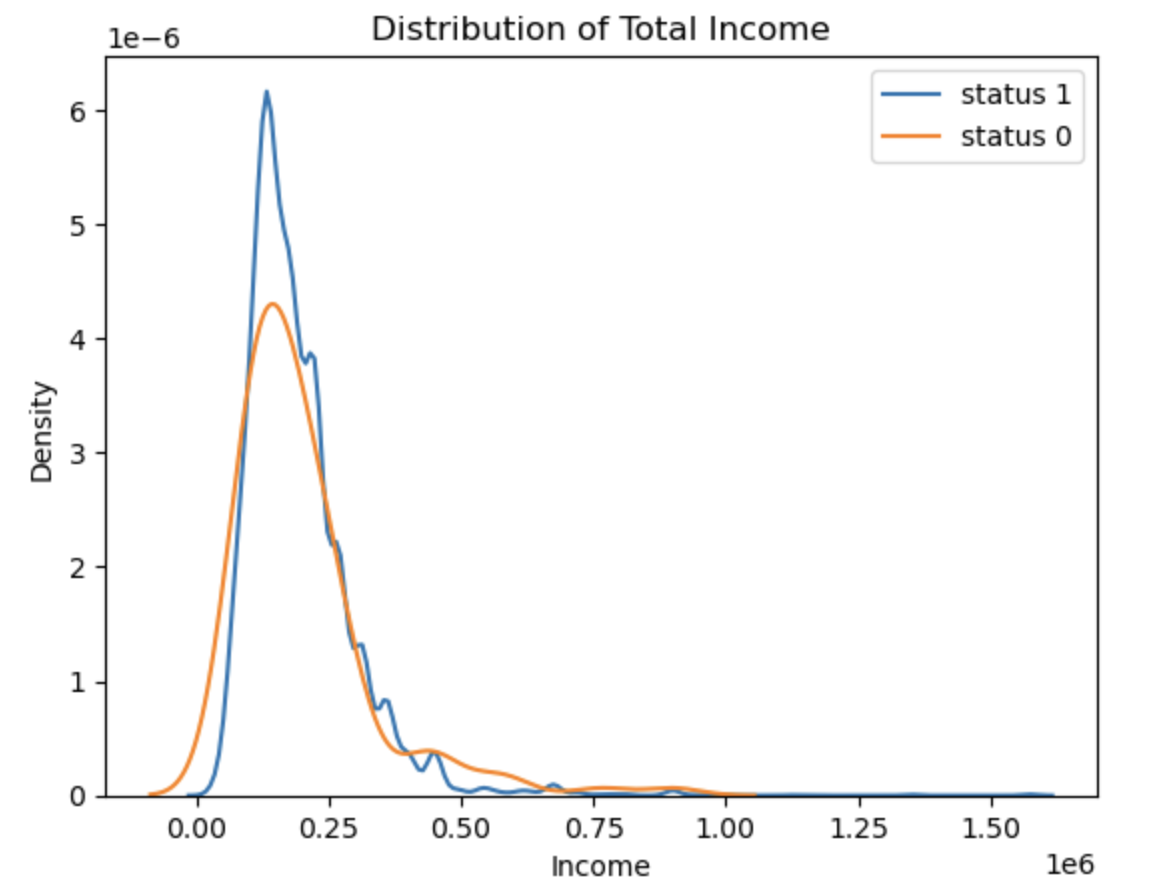 Distribution of Total Income
1e−6
status 1
status 0
6
5
4
3
2
1
0
Density
0.00 0.25 0.50 0.75 1.00 1.25 1.50
Income
1e6